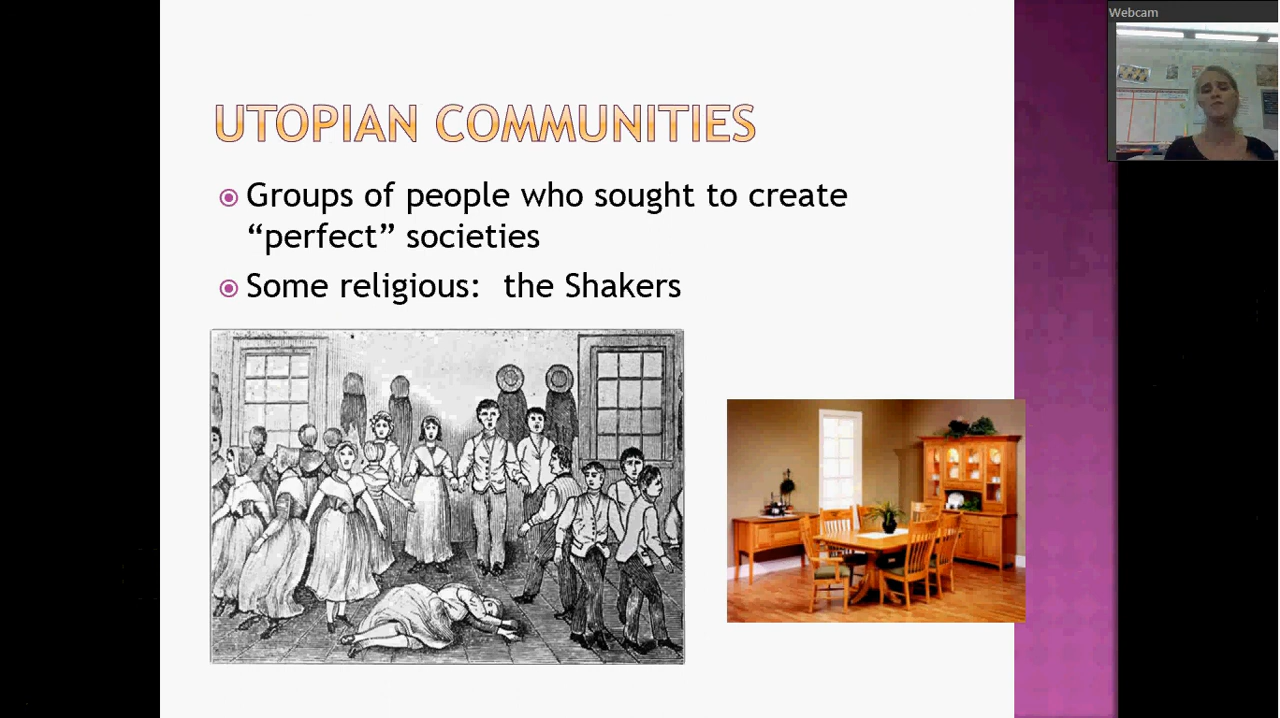 Webcam
UTOPIAN COMMUNITIES
Groups of people who sought to create
“perfect” societies
Some religious: the Shakers